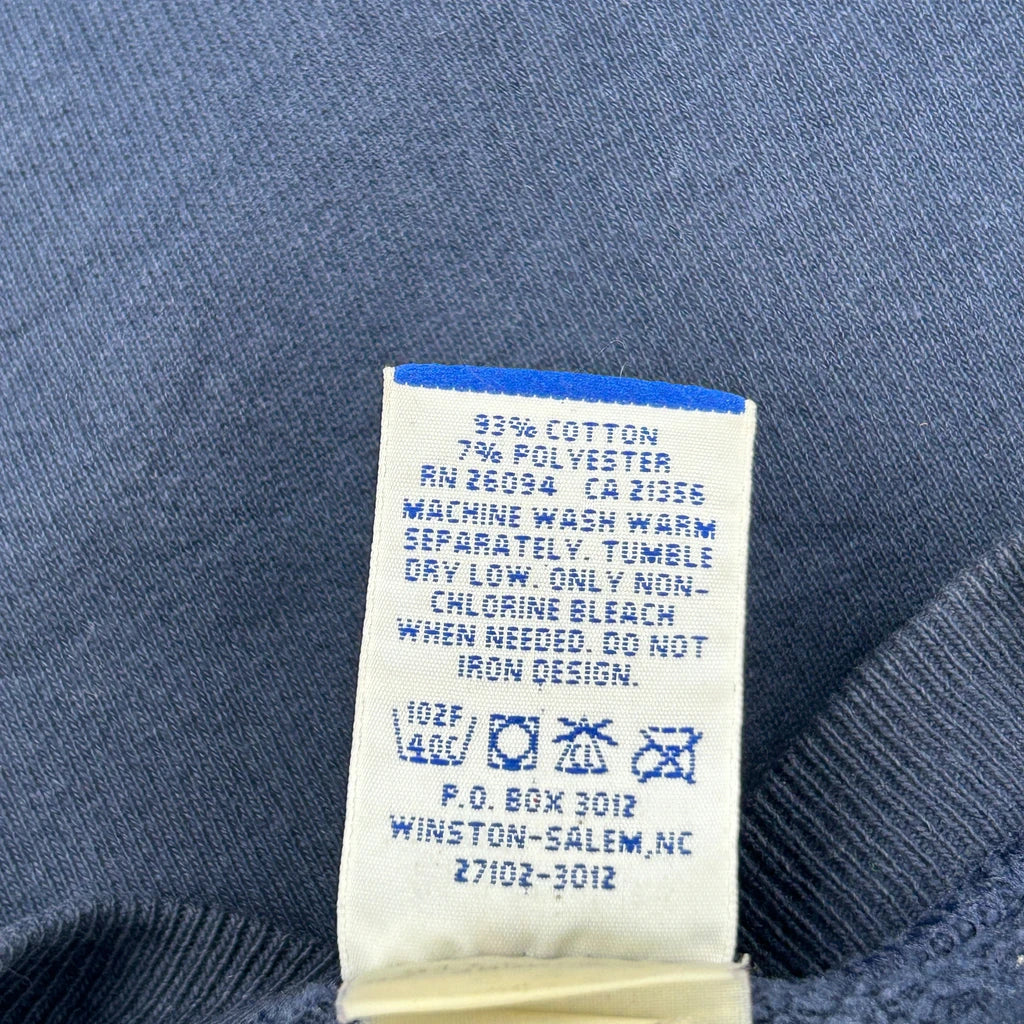 93% COTTON
7% POLYESTER
RN 26094 CA 21356
MACHINE WASH WARM
SEPARATELY. TUMBLE
DRY LOW. ONLY NON-
CHLORINE BLEACH
WHEN NEEDED. DO NOT
IRON DESIGN.
102F
40C
CL
P.O. BOX 3012
WINSTON-SALEM, NC
27102-3012